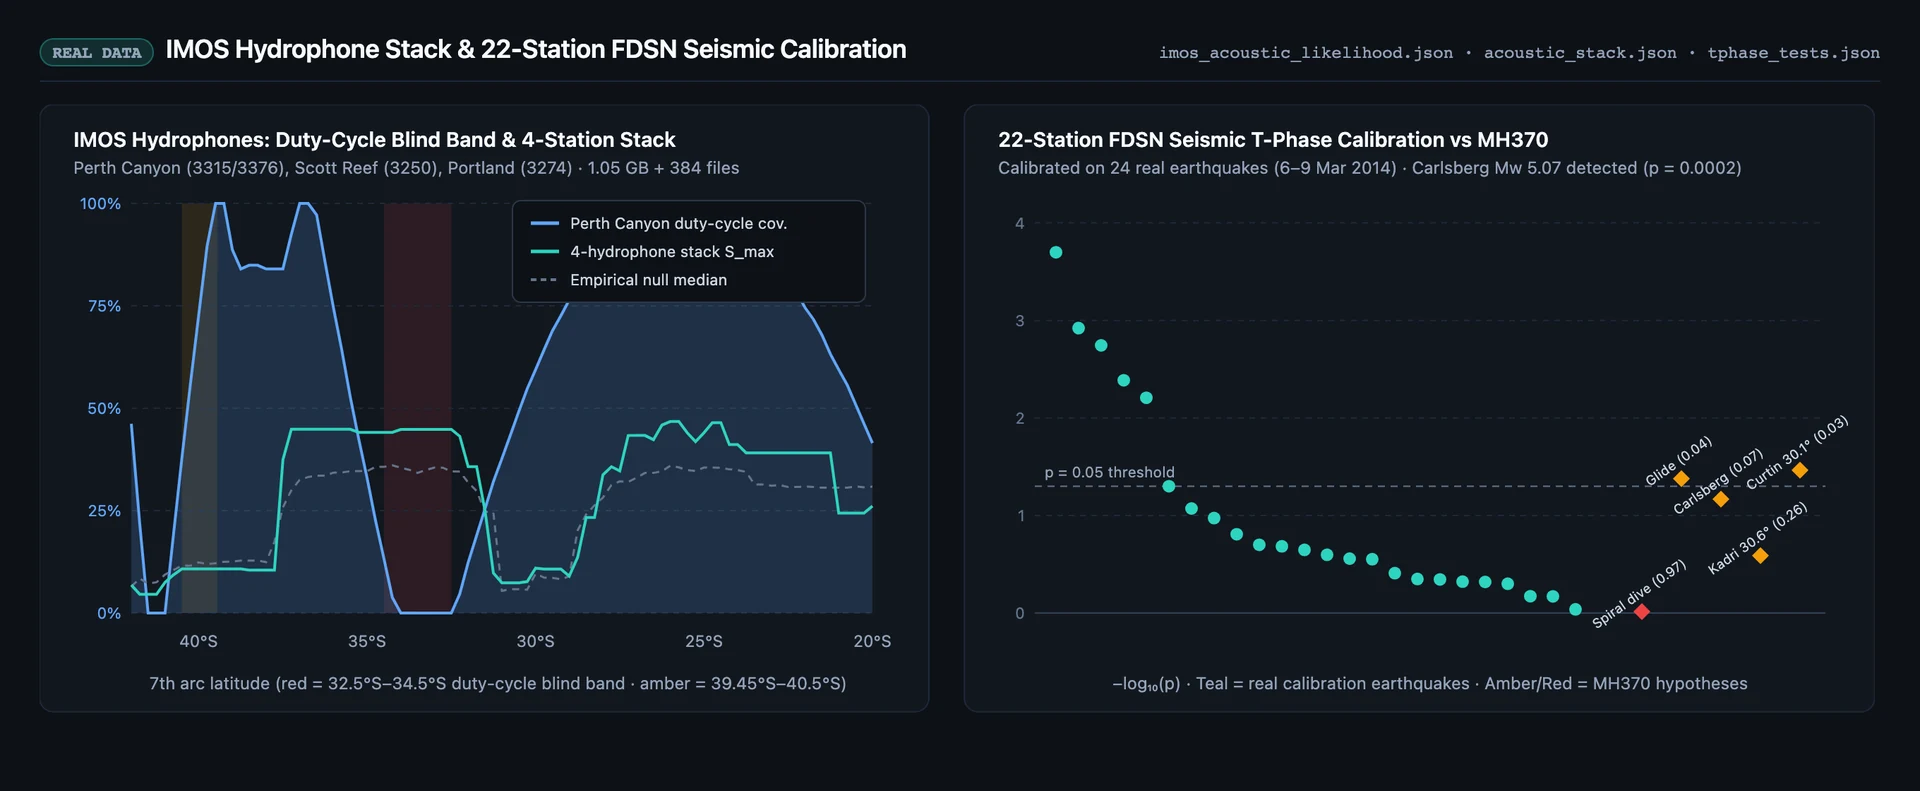 REAL DATA IMOS Hydrophone Stack & 22-Station FDSN Seismic Calibration
imos_acoustic_likelihood.json · acoustic_stack.json · tphase_tests.json
IMOS Hydrophones: Duty-Cycle Blind Band & 4-Station Stack
Perth Canyon (3315/3376), Scott Reef (3250), Portland (3274) · 1.05 GB + 384 files
100%
75%
50%
25%
0%
Perth Canyon duty-cycle cov.
4-hydrophone stack S_max
Empirical null median
40°S 35°S 30°S 25°S 20°S
7th arc latitude (red = 32.5°S–34.5°S duty-cycle blind band · amber = 39.45°S–40.5°S)
22-Station FDSN Seismic T-Phase Calibration vs MH370
Calibrated on 24 real earthquakes (6–9 Mar 2014) · Carlsberg Mw 5.07 detected (p = 0.0002)
4
3
2
1
0
p = 0.05 threshold
Spiral dive (0.97)
Glide (0.04)
Carlsberg (0.07)
Kadri 30.6° (0.26)
Curtin 30.1° (0.03)
−log₁₀(p) · Teal = real calibration earthquakes · Amber/Red = MH370 hypotheses